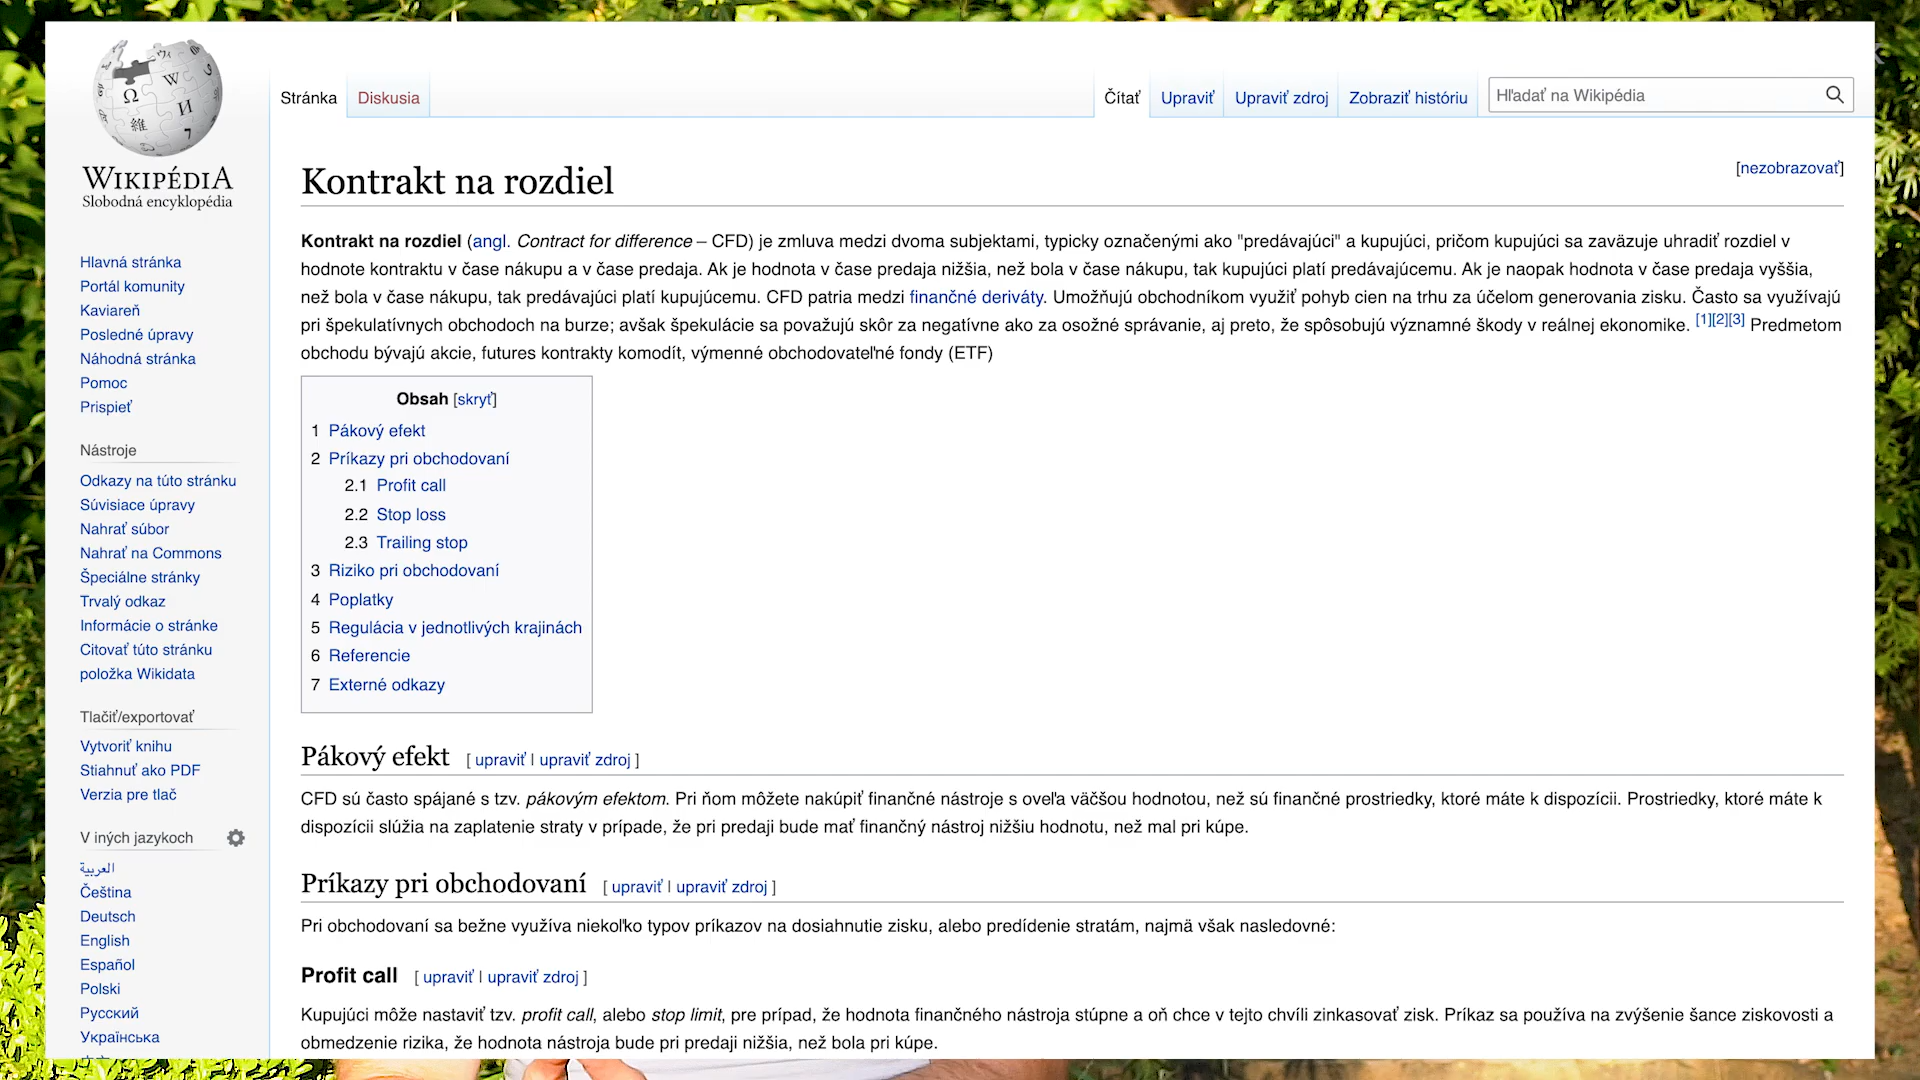 WIKIPÉDIA
Slobodná encyklopédia
Hlavná stránka
Portál komunity
Kaviareň
Posledné úpravy
Náhodná stránka
Pomoc
Prispieť
Nástroje
Odkazy na túto stránku
Súvisiace úpravy
Nahrať súbor
Nahrať na Commons
Špeciálne stránky
Trvalý odkaz
Informácie o stránke
Citovať túto stránku
položka Wikidata
Tlačiť/exportovať
Vytvoriť knihu
Stiahnuť ako PDF
Verzia pre tlač
V iných jazykoch
العربية
Čeština
Deutsch
English
Español
Polski
Русский
Українська
Stránka Diskusia Čítať Upraviť Upraviť zdroj Zobraziť históriu Hľadať na Wikipédia
[nezobrazovať]
Kontrakt na rozdiel
Kontrakt na rozdiel (angl. Contract for difference – CFD) je zmluva medzi dvoma subjektami, typicky označenými ako "predávajúci" a kupujúci, pričom kupujúci sa zaväzuje uhradiť rozdiel v
hodnote kontraktu v čase nákupu a v čase predaja. Ak je hodnota v čase predaja nižšia, než bola v čase nákupu, tak kupujúci platí predávajúcemu. Ak je naopak hodnota v čase predaja vyššia,
než bola v čase nákupu, tak predávajúci platí kupujúcemu. CFD patria medzi finančné deriváty. Umožňujú obchodníkom využiť pohyb cien na trhu za účelom generovania zisku. Často sa využívajú
pri špekulatívnych obchodoch na burze; avšak špekulácie sa považujú skôr za negatívne ako za osožné správanie, aj preto, že spôsobujú významné škody v reálnej ekonomike. [1][2][3] Predmetom
obchodu bývajú akcie, futures kontrakty komodít, výmenné obchodovateľné fondy (ETF)
Obsah [skryť]
1 Pákový efekt
2 Príkazy pri obchodovaní
2.1 Profit call
2.2 Stop loss
2.3 Trailing stop
3 Riziko pri obchodovaní
4 Poplatky
5 Regulácia v jednotlivých krajinách
6 Referencie
7 Externé odkazy
Pákový efekt [ upraviť | upraviť zdroj ]
CFD sú často spájané s tzv. pákovým efektom. Pri ňom môžete nakúpiť finančné nástroje s oveľa väčšou hodnotou, než sú finančné prostriedky, ktoré máte k dispozícii. Prostriedky, ktoré máte k
dispozícii slúžia na zaplatenie straty v prípade, že pri predaji bude mať finančný nástroj nižšiu hodnotu, než mal pri kúpe.
Príkazy pri obchodovaní [ upraviť | upraviť zdroj ]
Pri obchodovaní sa bežne využíva niekoľko typov príkazov na dosiahnutie zisku, alebo predídenie stratám, najmä však nasledovné:
Profit call [ upraviť | upraviť zdroj ]
Kupujúci môže nastaviť tzv. profit call, alebo stop limit, pre prípad, že hodnota finančného nástroja stúpne a oň chce v tejto chvíli zinkasovať zisk. Príkaz sa používa na zvýšenie šance ziskovosti a
obmedzenie rizika, že hodnota nástroja bude pri predaji nižšia, než bola pri kúpe.